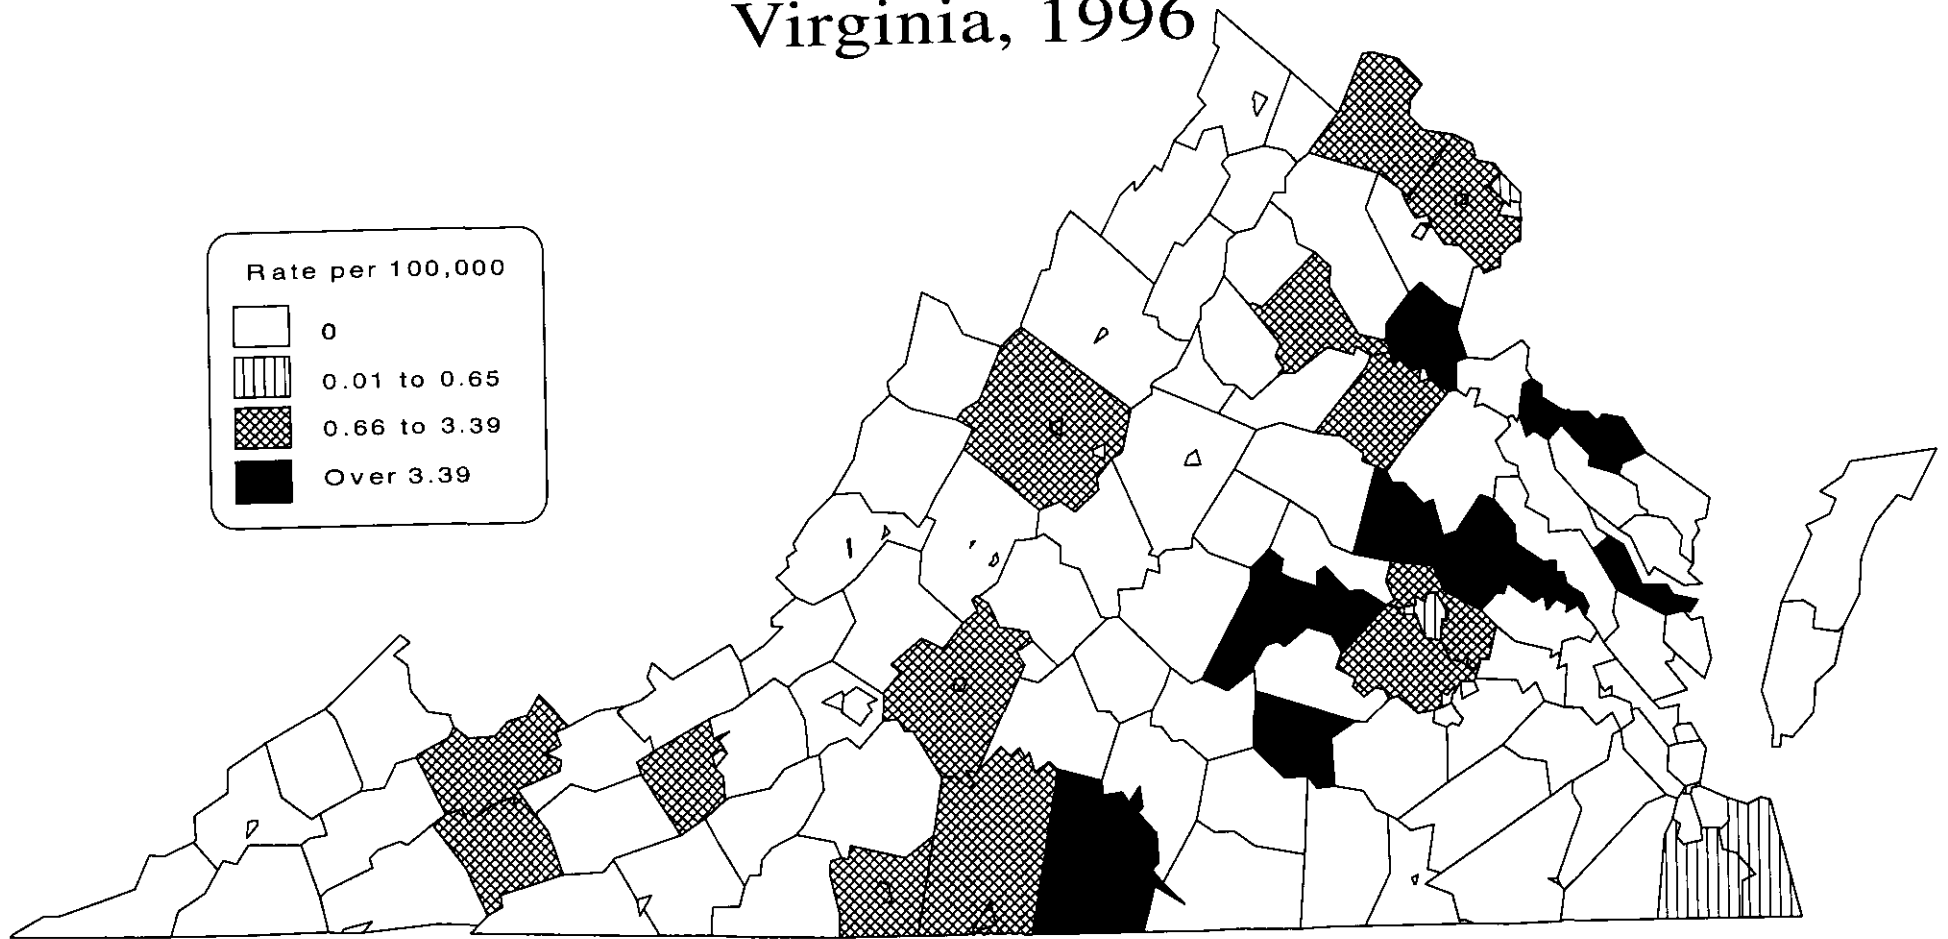 Virginia, 1996
Rate per 100,000
0
0.01 to 0.65
0.66 to 3.39
Over 3.39